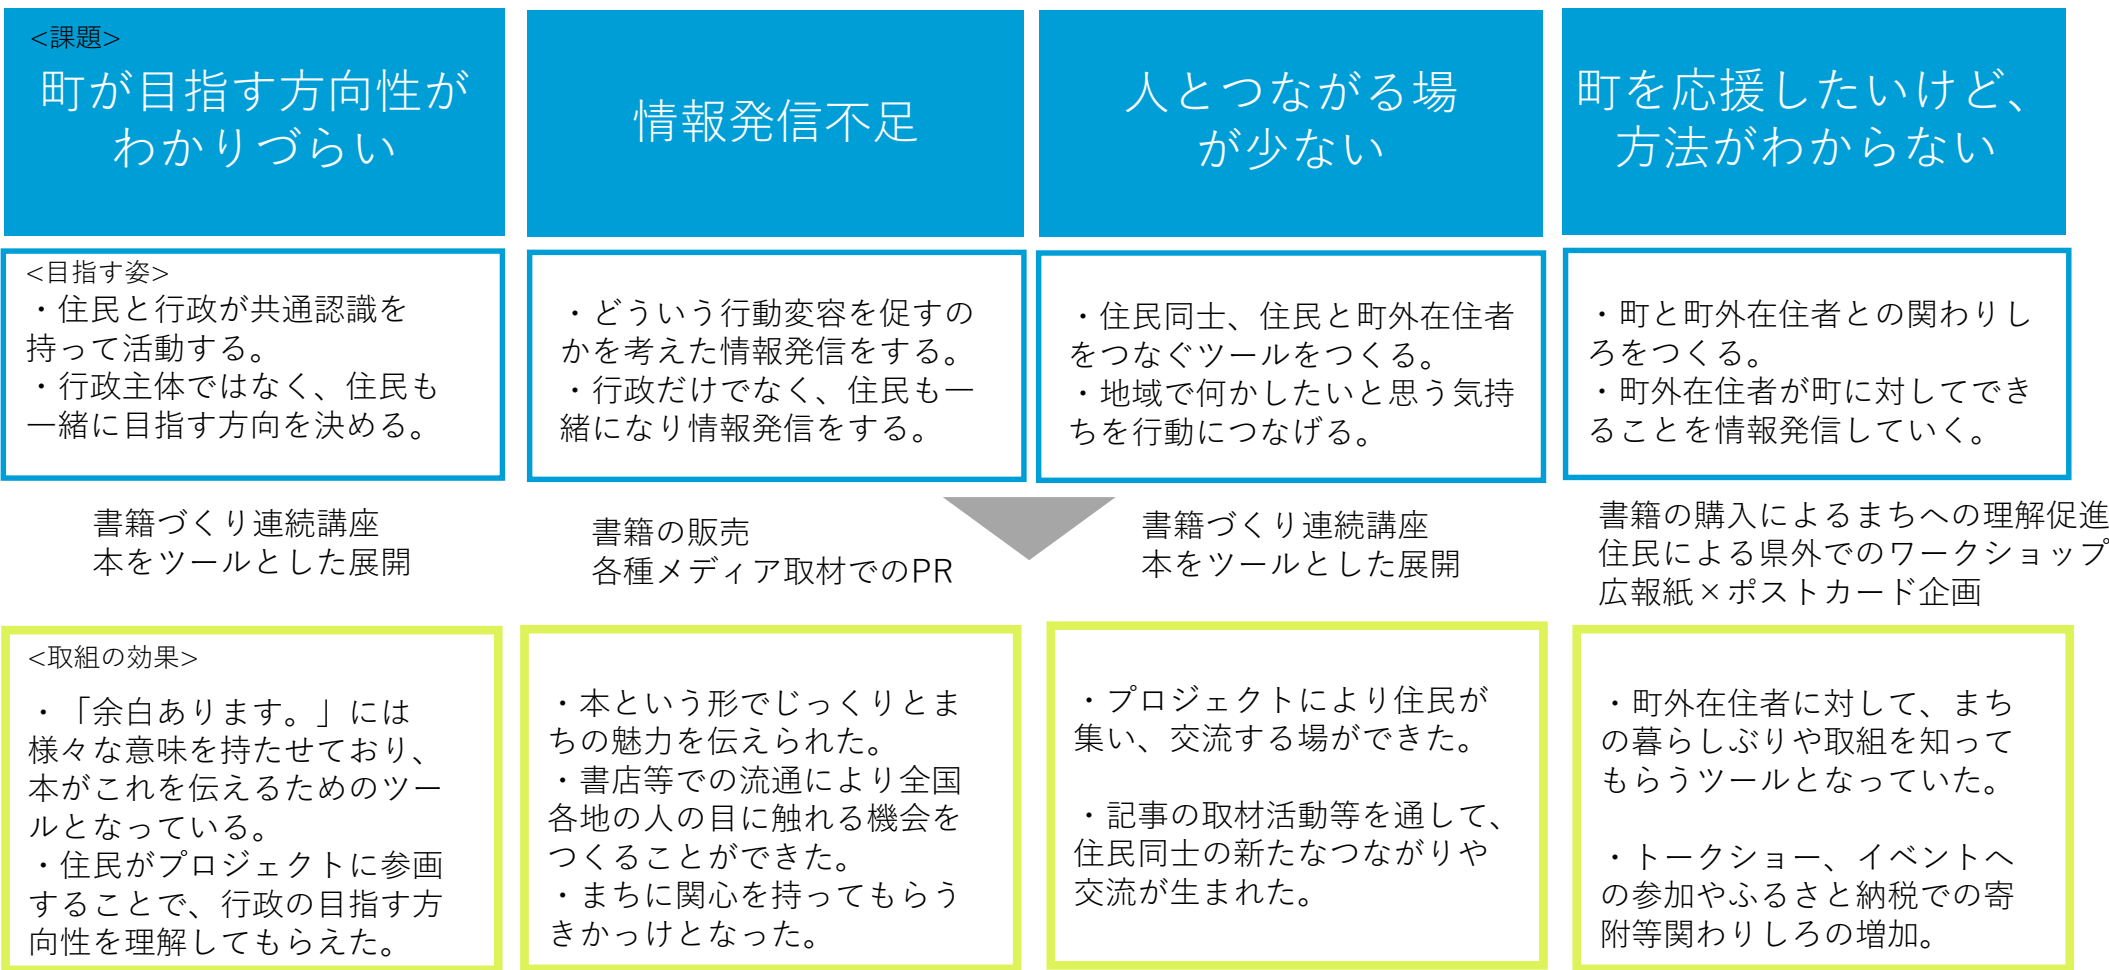 <課題>
町が目指す方向性が
わかりづらい
情報発信不足
人とつながる場
が少ない
町を応援したいけど、
方法がわからない
<目指す姿>
・住民と行政が共通認識を
持って活動する。
・行政主体ではなく、住民も
一緒に目指す方向を決める。
・どういう行動変容を促すの
かを考えた情報発信をする。
・行政だけでなく、住民も一
緒になり情報発信をする。
・住民同士、住民と町外在住者
をつなぐツールをつくる。
・地域で何かしたいと思う気持
ちを行動につなげる。
・町と町外在住者との関わりし
ろをつくる。
・町外在住者が町に対してでき
ることを情報発信していく。
書籍づくり連続講座
本をツールとした展開
書籍の販売
各種メディア取材でのPR
書籍づくり連続講座
本をツールとした展開
書籍の購入によるまちへの理解促進
住民による県外でのワークショップ
広報紙×ポストカード企画
<取組の効果>
・「余白あります。」には
様々な意味を持たせており、
本がこれを伝えるためのツー
ルとなっている。
・住民がプロジェクトに参画
することで、行政の目指す方
向性を理解してもらえた。
・本という形でじっくりとま
ちの魅力を伝えられた。
・書店等での流通により全国
各地の人の目に触れる機会を
つくることができた。
・まちに関心を持ってもらう
きかっけとなった。
・プロジェクトにより住民が
集い、交流する場ができた。
・記事の取材活動等を通して、
住民同士の新たなつながりや
交流が生まれた。
・町外在住者に対して、まち
の暮らしぶりや取組を知って
もらうツールとなっていた。
・トークショー、イベントへ
の参加やふるさと納税での寄
附等関わりしろの増加。